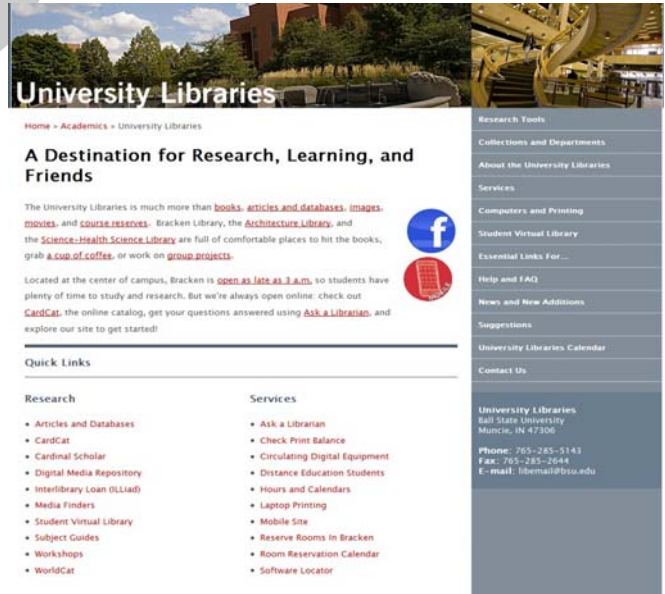 University Libraries
Home » Academics » University Libraries
A Destination for Research, Learning, and
Friends
The University Libraries is much more than books, articles and databases, images,
movies, and course reserves. Bracken Library, the Architecture Library, and
the Science-Health Science Library are full of comfortable places to hit the books,
grab a cup of coffee, or work on group projects.
Located at the center of campus, Bracken is open as late as 3 a.m. so students have
plenty of time to study and research. But we're always open online: check out
CardCat, the online catalog, get your questions answered using Ask a Librarian, and
explore our site to get started!
f
MOBILE
Quick Links
Research
• Articles and Databases
• CardCat
• Cardinal Scholar
• Digital Media Repository
• Interlibrary Loan (ILLiad)
• Media Finders
• Student Virtual Library
• Subject Guides
• Workshops
• WorldCat
Services
• Ask a Librarian
• Check Print Balance
• Circulating Digital Equipment
• Distance Education Students
• Hours and Calendars
• Laptop Printing
• Mobile Site
• Reserve Rooms In Bracken
• Room Reservation Calendar
• Software Locator
Research Tools
Collections and Departments
About the University Libraries
Services
Computers and Printing
Student Virtual Library
Essential Links For...
Help and FAQ
News and New Additions
Suggestions
University Libraries Calendar
Contact Us
University Libraries
Ball State University
Muncie, IN 47306
Phone: 765-285-5143
Fax: 765-285-2644
E-mail: libemail@bsu.edu